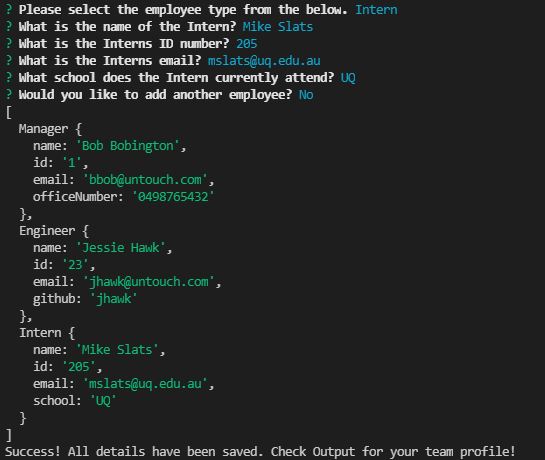 ? Please select the employee type from the below. Intern
? What is the name of the Intern? Mike Slats
? What is the Interns ID number? 205
? What is the Interns email? mslats@uq.edu.au
? What school does the Intern currently attend? UQ
? Would you like to add another employee? No
[
  Manager {
    name: 'Bob Bobington',
    id: '1',
    email: 'bbob@untouch.com',
    officeNumber: '0498765432'
  },
  Engineer {
    name: 'Jessie Hawk',
    id: '23',
    email: 'jhawk@untouch.com',
    github: 'jhawk'
  },
  Intern {
    name: 'Mike Slats',
    id: '205',
    email: 'mslats@uq.edu.au',
    school: 'UQ'
  }
]
Success! All details have been saved. Check Output for your team profile!